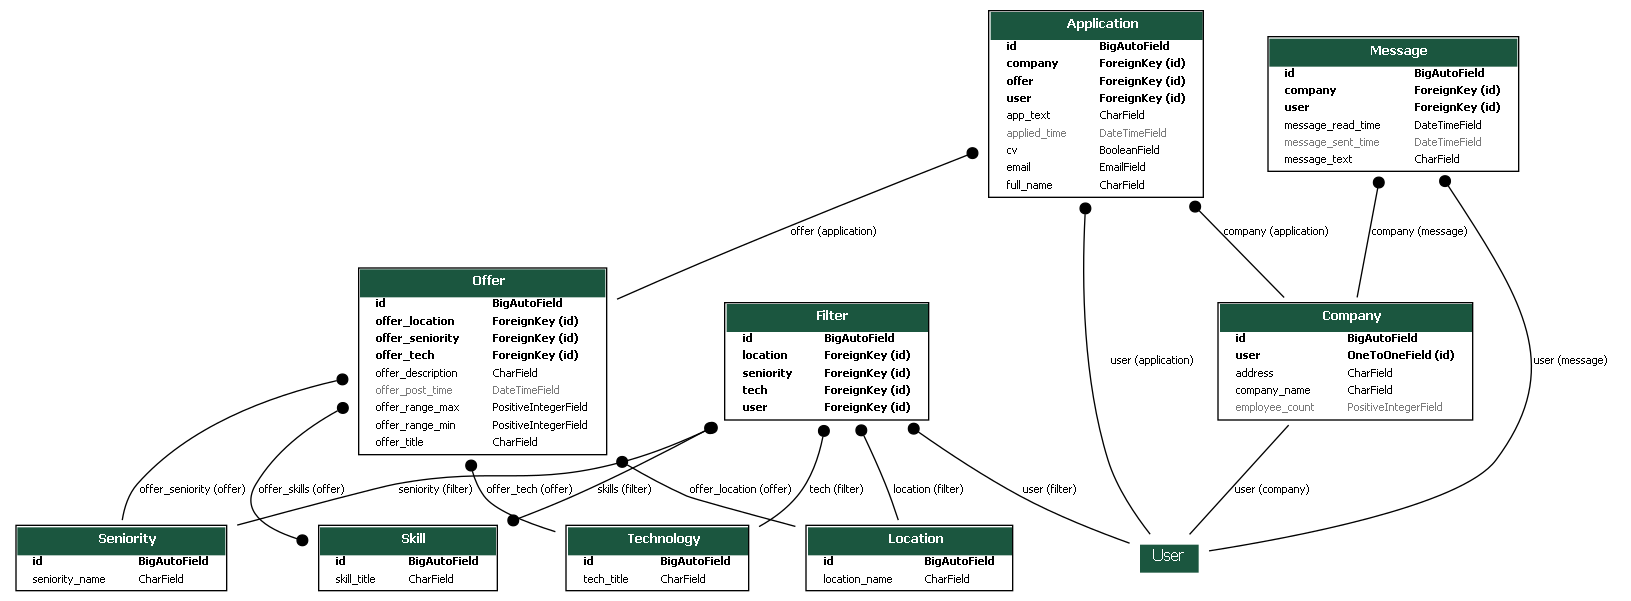 Application
id BigAutoField
company ForeignKey (id)
offer ForeignKey (id)
user ForeignKey (id)
app_text CharField
applied_time DateTimeField
cv BooleanField
email EmailField
full_name CharField
Message
id BigAutoField
company ForeignKey (id)
user ForeignKey (id)
message_read_time DateTimeField
message_sent_time DateTimeField
message_text CharField
offer (application)
company (application)
company (message)
Offer
id BigAutoField
offer_location ForeignKey (id)
offer_seniority ForeignKey (id)
offer_tech ForeignKey (id)
offer_description CharField
offer_post_time DateTimeField
offer_range_max PositiveIntegerField
offer_range_min PositiveIntegerField
offer_title CharField
Filter
id BigAutoField
location ForeignKey (id)
seniority ForeignKey (id)
tech ForeignKey (id)
user ForeignKey (id)
user (application)
Company
id BigAutoField
user OneToOneField (id)
address CharField
company_name CharField
employee_count PositiveIntegerField
user (message)
offer_seniority (offer)
offer_skills (offer)
seniority (filter)
offer_tech (offer)
skills (filter)
offer_location (offer)
tech (filter)
location (filter)
user (filter)
user (company)
Seniority
id BigAutoField
seniority_name CharField
Skill
id BigAutoField
skill_title CharField
Technology
id BigAutoField
tech_title CharField
Location
id BigAutoField
location_name CharField
User